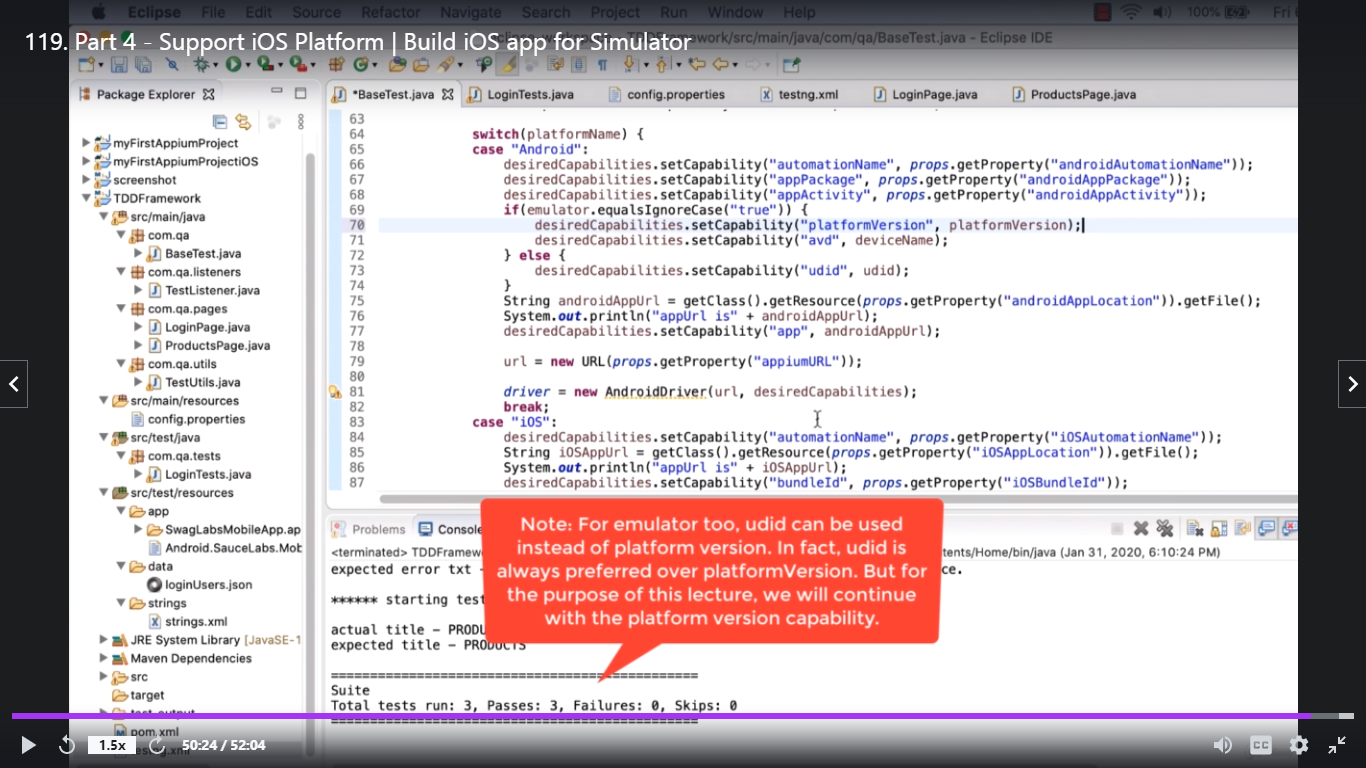 Eclipse File Edit Source Refactor Navigate Search Project Run Window Help 100% Fri
119. Part 4 - Support iOS Platform | Build iOS app for Simulator
ework/src/main/java/com/qa/BaseTest.java - Eclipse IDE
Package Explorer
*BaseTest.java LoginTests.java config.properties testng.xml LoginPage.java ProductsPage.java
myFirstAppiumProject
myFirstAppiumProjectiOS
screenshot
TDDFramework
src/main/java
com.qa
BaseTest.java
com.qa.listeners
TestListener.java
com.qa.pages
LoginPage.java
ProductsPage.java
com.qa.utils
TestUtils.java
src/main/resources
config.properties
src/test/java
com.qa.tests
LoginTests.java
src/test/resources
app
SwagLabsMobileApp.ap
Android.SauceLabs.Mob
data
loginUsers.json
strings
strings.xml
JRE System Library [JavaSE-1
Maven Dependencies
src
target
test-output
pom.xml
testng.xml
63
64 switch(platformName) {
65 case "Android":
66 desiredCapabilities.setCapability("automationName", props.getProperty("androidAutomationName"));
67 desiredCapabilities.setCapability("appPackage", props.getProperty("androidAppPackage"));
68 desiredCapabilities.setCapability("appActivity", props.getProperty("androidAppActivity"));
69 if(emulator.equalsIgnoreCase("true")) {
70 desiredCapabilities.setCapability("platformVersion", platformVersion);
71 desiredCapabilities.setCapability("avd", deviceName);
72 } else {
73 desiredCapabilities.setCapability("udid", udid);
74 }
75 String androidAppUrl = getClass().getResource(props.getProperty("androidAppLocation")).getFile();
76 System.out.println("appUrl is" + androidAppUrl);
77 desiredCapabilities.setCapability("app", androidAppUrl);
78
79 url = new URL(props.getProperty("appiumURL"));
80
81 driver = new AndroidDriver(url, desiredCapabilities);
82 break;
83 case "iOS":
84 desiredCapabilities.setCapability("automationName", props.getProperty("iOSAutomationName"));
85 String iOSAppUrl = getClass().getResource(props.getProperty("iOSAppLocation")).getFile();
86 System.out.println("appUrl is" + iOSAppUrl);
87 desiredCapabilities.setCapability("bundleId", props.getProperty("iOSBundleId"));
Problems Console
<terminated> TDDFramew tents/Home/bin/java (Jan 31, 2020, 6:10:24 PM)
expected error txt - ce.
****** starting test
actual title - PRODU
expected title - PRODUCTS
===============================================
Suite
Total tests run: 3, Passes: 3, Failures: 0, Skips: 0
===============================================
Note: For emulator too, udid can be used
instead of platform version. In fact, udid is
always preferred over platformVersion. But for
the purpose of this lecture, we will continue
with the platform version capability.
1.5x 50:24 / 52:04 CC